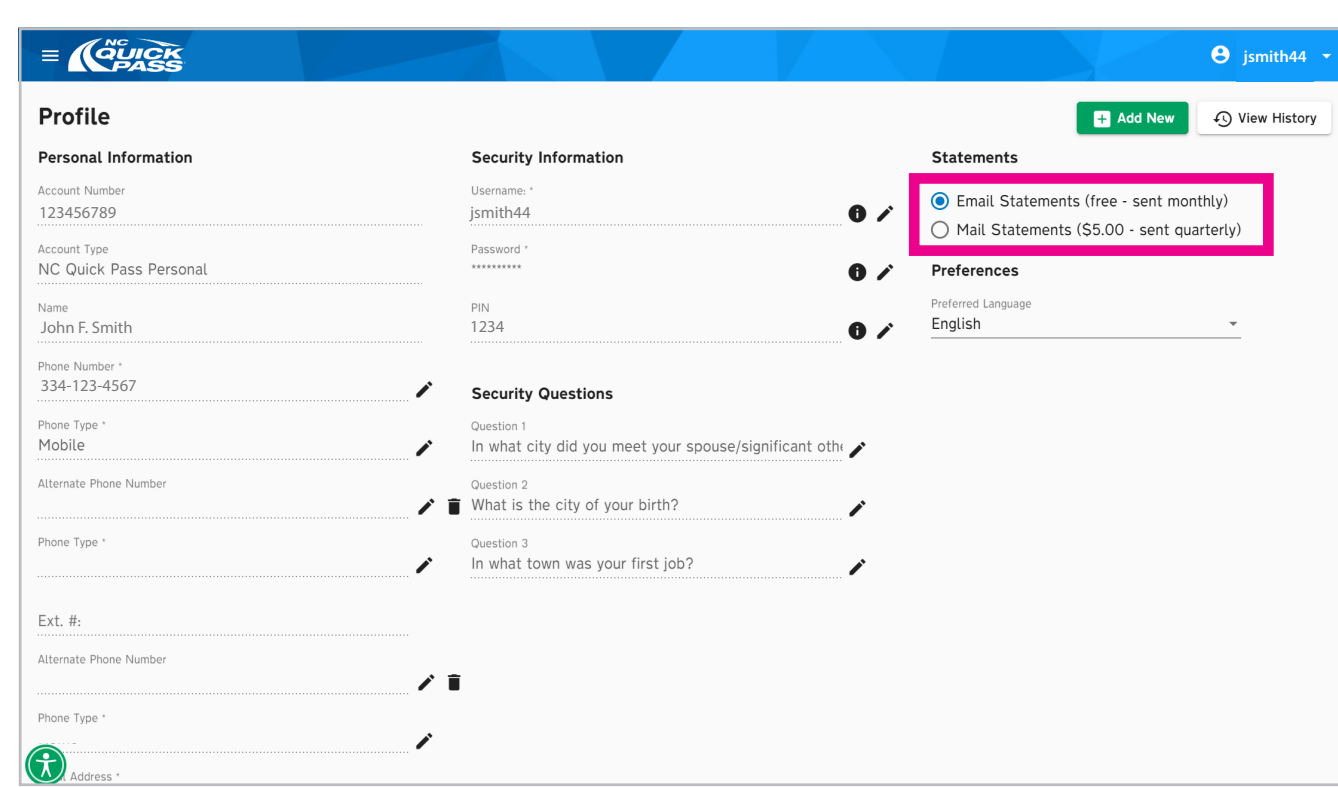 NC
QUICK
PASS
jsmith44
Profile
Add New
View History
Personal Information
Account Number
123456789
Account Type
NC Quick Pass Personal
Name
John F. Smith
Phone Number *
334-123-4567
Phone Type *
Mobile
Alternate Phone Number
Phone Type *
Ext. #:
Alternate Phone Number
Phone Type *
Address *
Security Information
Username: *
jsmith44
Password *
**********
PIN
1234
Security Questions
Question 1
In what city did you meet your spouse/significant othe
Question 2
What is the city of your birth?
Question 3
In what town was your first job?
Statements
Email Statements (free - sent monthly)
Mail Statements ($5.00 - sent quarterly)
Preferences
Preferred Language
English